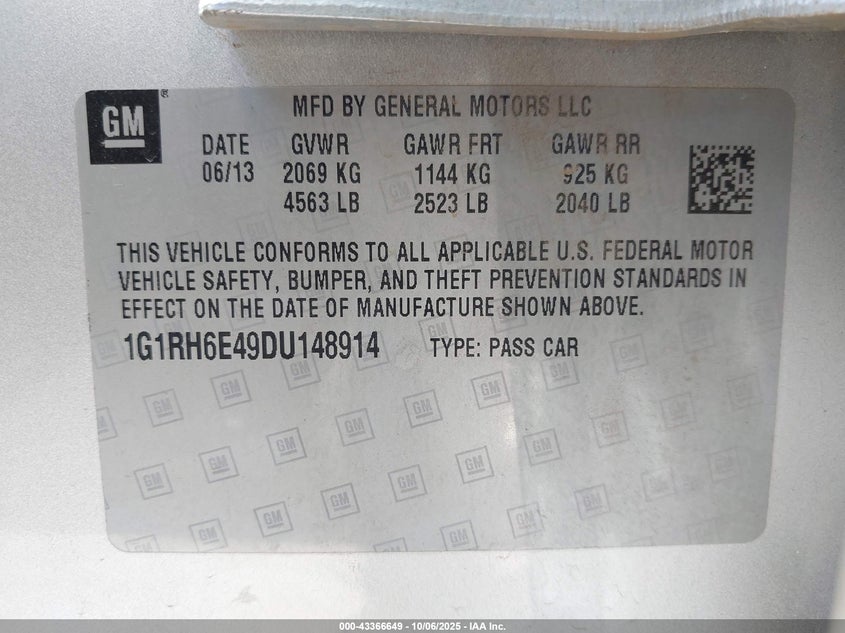 GM
MFD BY GENERAL MOTORS LLC
DATE GVWR GAWR FRT GAWR RR
06/13 2069 KG 1144 KG 925 KG
4563 LB 2523 LB 2040 LB
THIS VEHICLE CONFORMS TO ALL APPLICABLE U.S. FEDERAL MOTOR
VEHICLE SAFETY, BUMPER, AND THEFT PREVENTION STANDARDS IN
EFFECT ON THE DATE OF MANUFACTURE SHOWN ABOVE.
1G1RH6E49DU148914 TYPE: PASS CAR
000-43366649 | 10/06/2025 | IAA Inc.